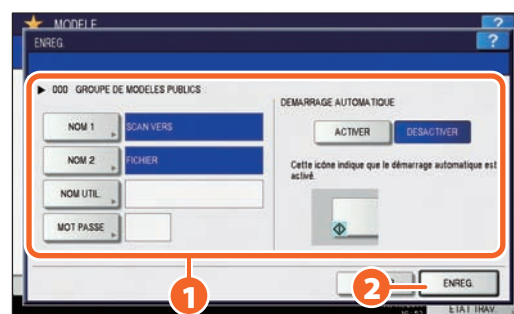 MODELE
?
ENREG.
?
000 GROUPE DE MODELES PUBLICS
NOM 1
SCAN VERS
NOM 2
FICHIER
NOM UTIL.
MOT PASSE
DEMARRAGE AUTOMATIQUE
ACTIVER
DESACTIVER
Cette icône indique que le démarrage automatique est
activé.
1
2
ENREG.
ETAT TRAV.